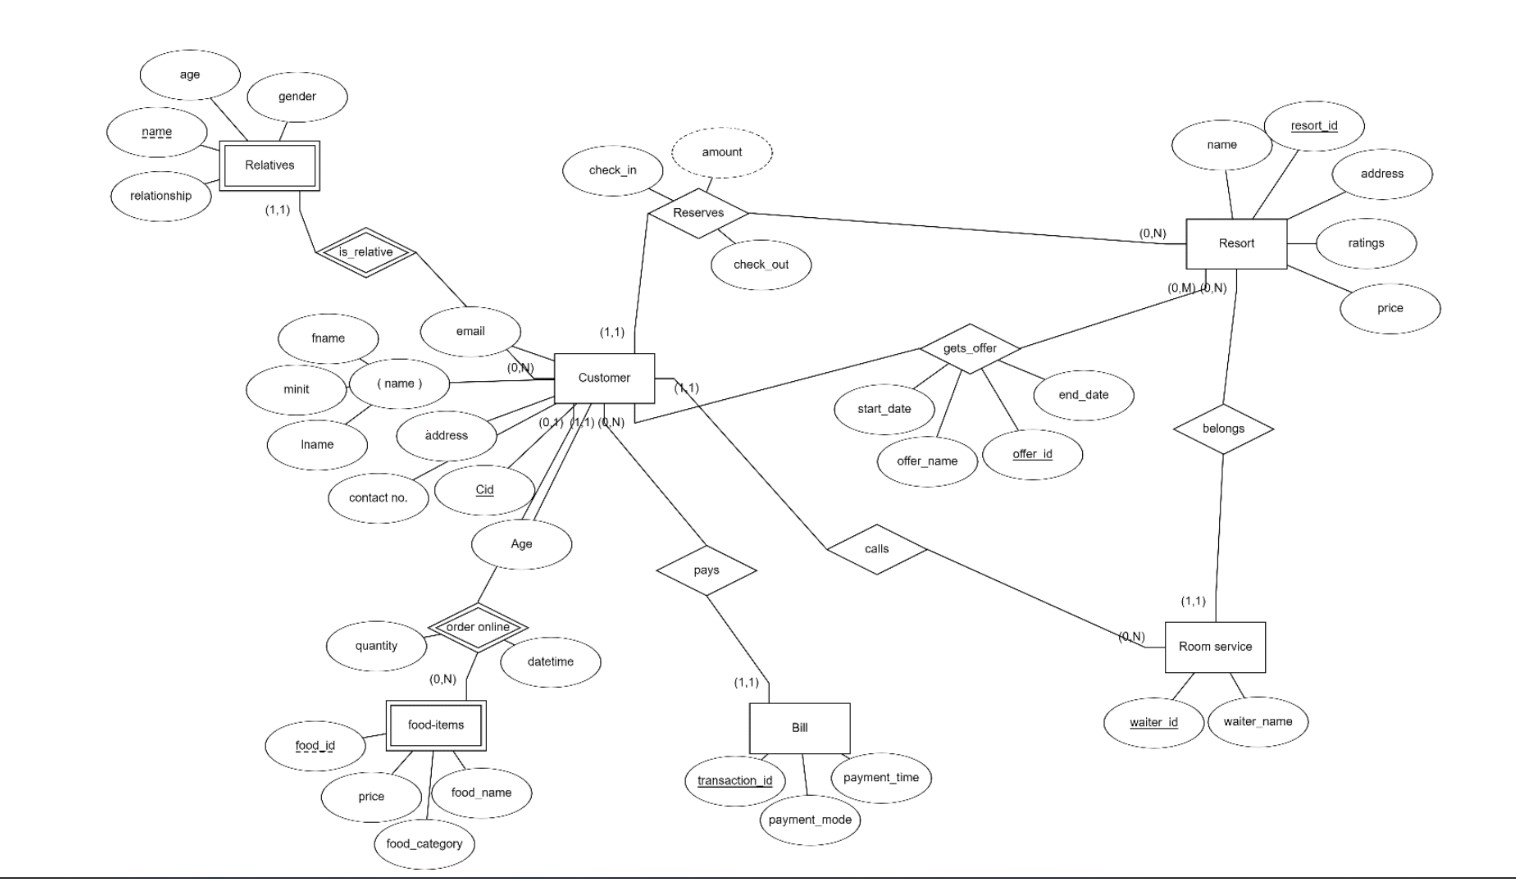 age
gender
name
Relatives
relationship
(1,1)
is_relative
check_in
amount
Reserves
check_out
(0,N)
name
resort_id
address
Resort
ratings
(0,M) (0,N)
price
email
fname
minit
( name )
lname
(0,N)
(1,1)
Customer
(1,1)
address
(0,1) (1,1) (0,N)
contact no.
Cid
Age
gets_offer
start_date
end_date
offer_name
offer_id
belongs
calls
pays
(1,1)
(0,N)
Room service
waiter_id
waiter_name
order online
quantity
datetime
(0,N)
food-items
food_id
price
food_name
food_category
(1,1)
Bill
transaction_id
payment_time
payment_mode